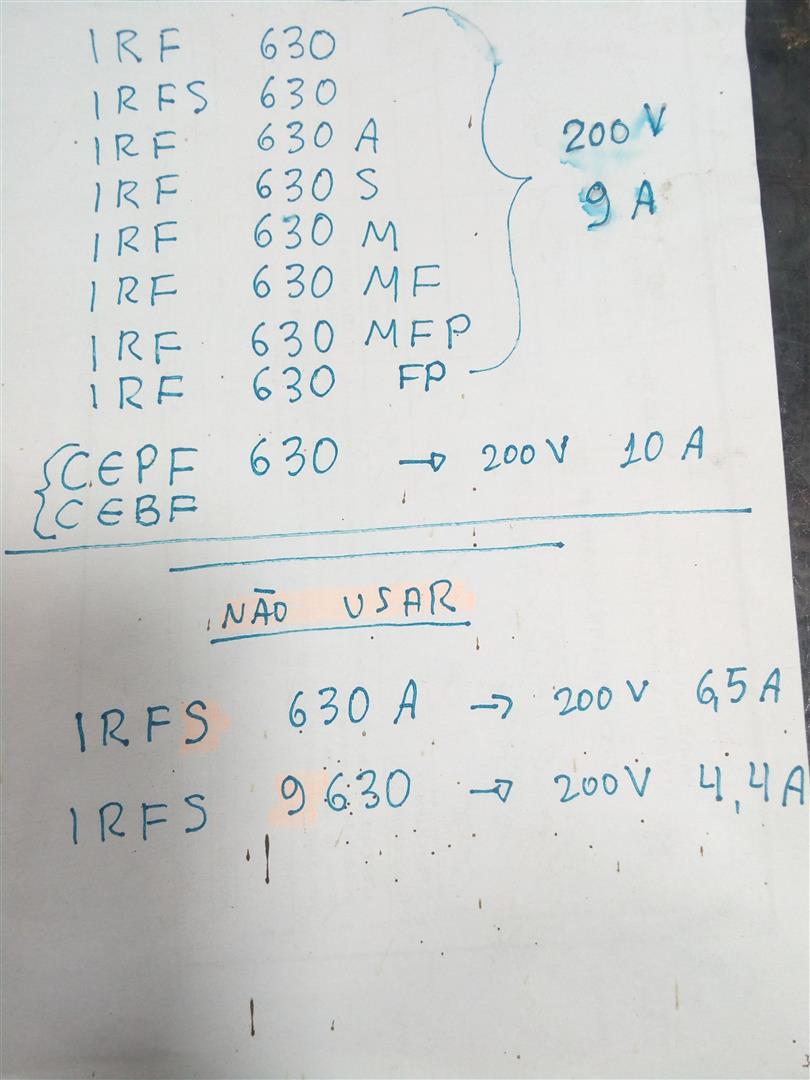 IRF 630
IRFS 630
IRF 630 A
IRF 630 S
IRF 630 M
IRF 630 MF
IRF 630 MFP
IRF 630 FP
200 V
9 A
CEPF 630 → 200 V 10 A
CEBF
NÃO USAR
IRFS 630 A → 200 V 6,5 A
IRFS 9630 → 200 V 4,4 A